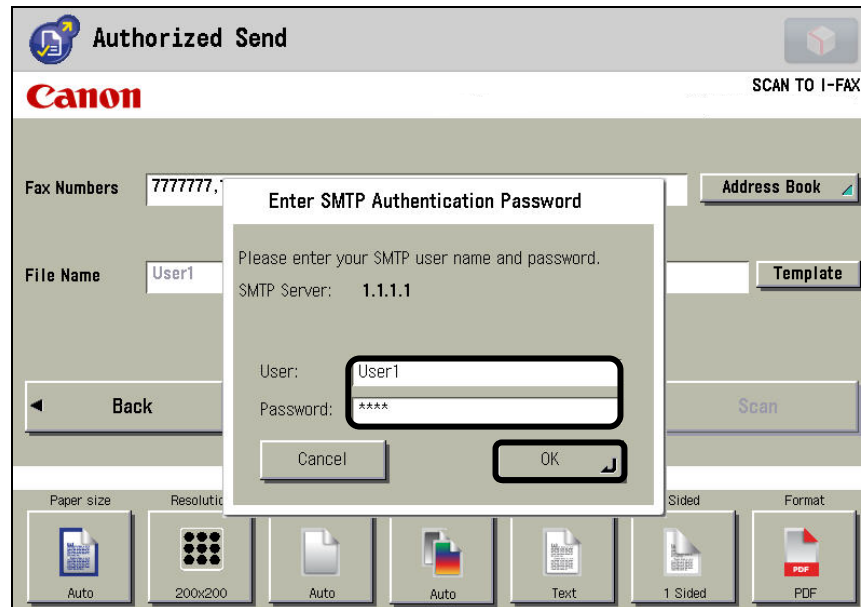 Authorized Send
Canon
SCAN TO I-FAX
Fax Numbers
7777777,
Address Book
Enter SMTP Authentication Password
Please enter your SMTP user name and password.
SMTP Server: 1.1.1.1
File Name
User1
Template
User: User1
Password: ****
Back
Scan
Cancel
OK
Paper size
Sided
Format
PDF
Auto
200x200
Auto
Auto
Text
1 Sided
PDF